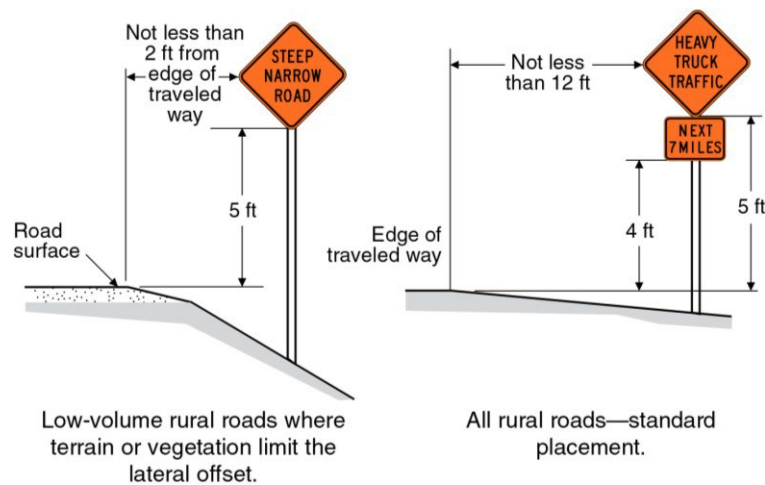 Not less than
2 ft from
edge of
traveled
way
STEEP
NARROW
ROAD
5 ft
Road
surface
Low-volume rural roads where
terrain or vegetation limit the
lateral offset.
Not less
than 12 ft
HEAVY
TRUCK
TRAFFIC
NEXT
7MILES
5 ft
4 ft
Edge of
traveled way
All rural roads—standard
placement.